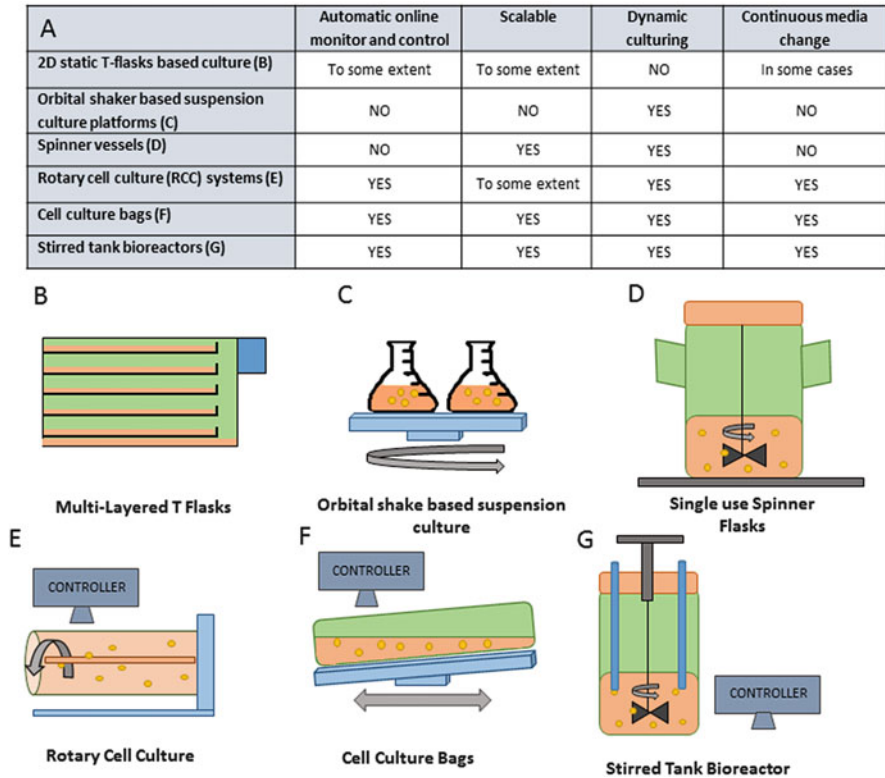 A
Automatic online
monitor and control
Scalable
Dynamic
culturing
Continuous media
change
2D static T-flasks based culture (B)
To some extent
To some extent
NO
In some cases
Orbital shaker based suspension
culture platforms (C)
NO
NO
YES
NO
Spinner vessels (D)
NO
YES
YES
NO
Rotary cell culture (RCC) systems (E)
YES
To some extent
YES
YES
Cell culture bags (F)
YES
YES
YES
YES
Stirred tank bioreactors (G)
YES
YES
YES
YES
B
Multi-Layered T Flasks
C
Orbital shake based suspension
culture
D
Single use Spinner
Flasks
E
CONTROLLER
Rotary Cell Culture
F
CONTROLLER
Cell Culture Bags
G
CONTROLLER
Stirred Tank Bioreactor